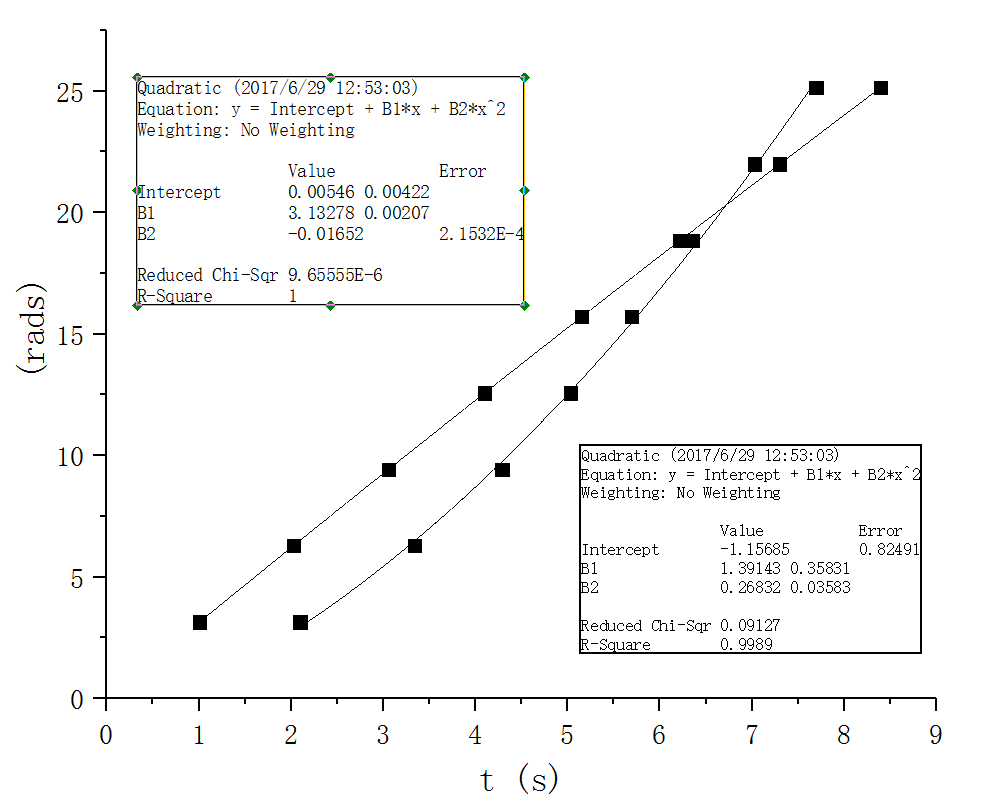 Quadratic (2017/6/29 12:53:03)
Equation: y = Intercept + B1*x + B2*x^2
Weighting: No Weighting
Value Error
Intercept 0.00546 0.00422
B1 3.13278 0.00207
B2 -0.01652 2.1532E-4
Reduced Chi-Sqr 9.65555E-6
R-Square 1
25
20
15
10
5
0
(rads)
Quadratic (2017/6/29 12:53:03)
Equation: y = Intercept + B1*x + B2*x^2
Weighting: No Weighting
Value Error
Intercept -1.15685 0.82491
B1 1.39143 0.35831
B2 0.26832 0.03583
Reduced Chi-Sqr 0.09127
R-Square 0.9989
0 1 2 3 4 5 6 7 8 9
t (s)